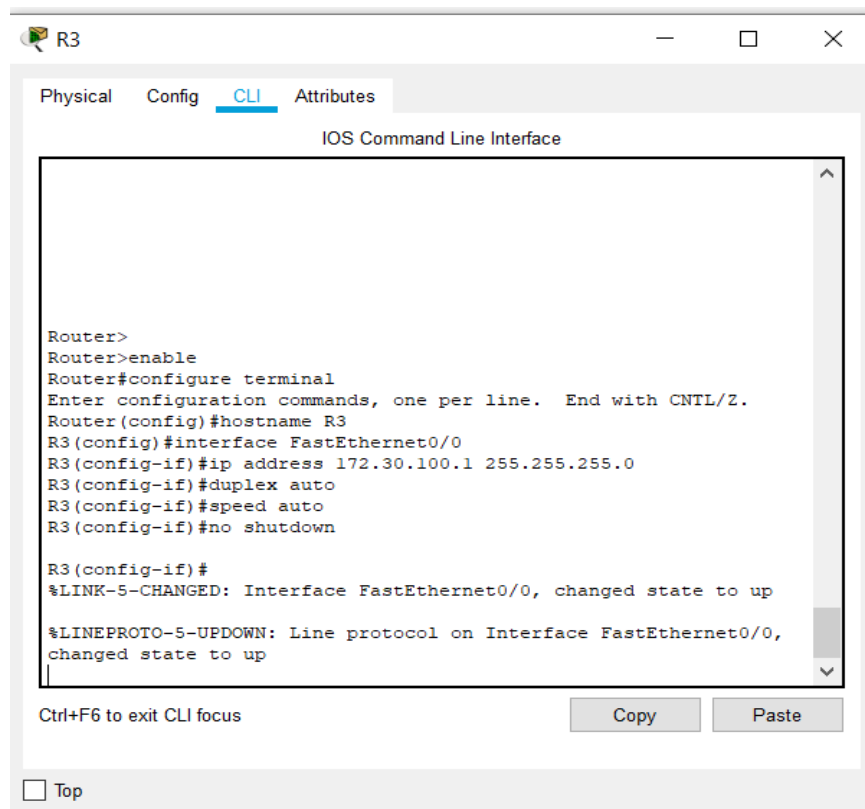 R3
Physical Config CLI Attributes
IOS Command Line Interface
Router>
Router>enable
Router#configure terminal
Enter configuration commands, one per line.  End with CNTL/Z.
Router(config)#hostname R3
R3(config)#interface FastEthernet0/0
R3(config-if)#ip address 172.30.100.1 255.255.255.0
R3(config-if)#duplex auto
R3(config-if)#speed auto
R3(config-if)#no shutdown
R3(config-if)#
%LINK-5-CHANGED: Interface FastEthernet0/0, changed state to up
%LINEPROTO-5-UPDOWN: Line protocol on Interface FastEthernet0/0,
changed state to up
Ctrl+F6 to exit CLI focus Copy Paste
Top